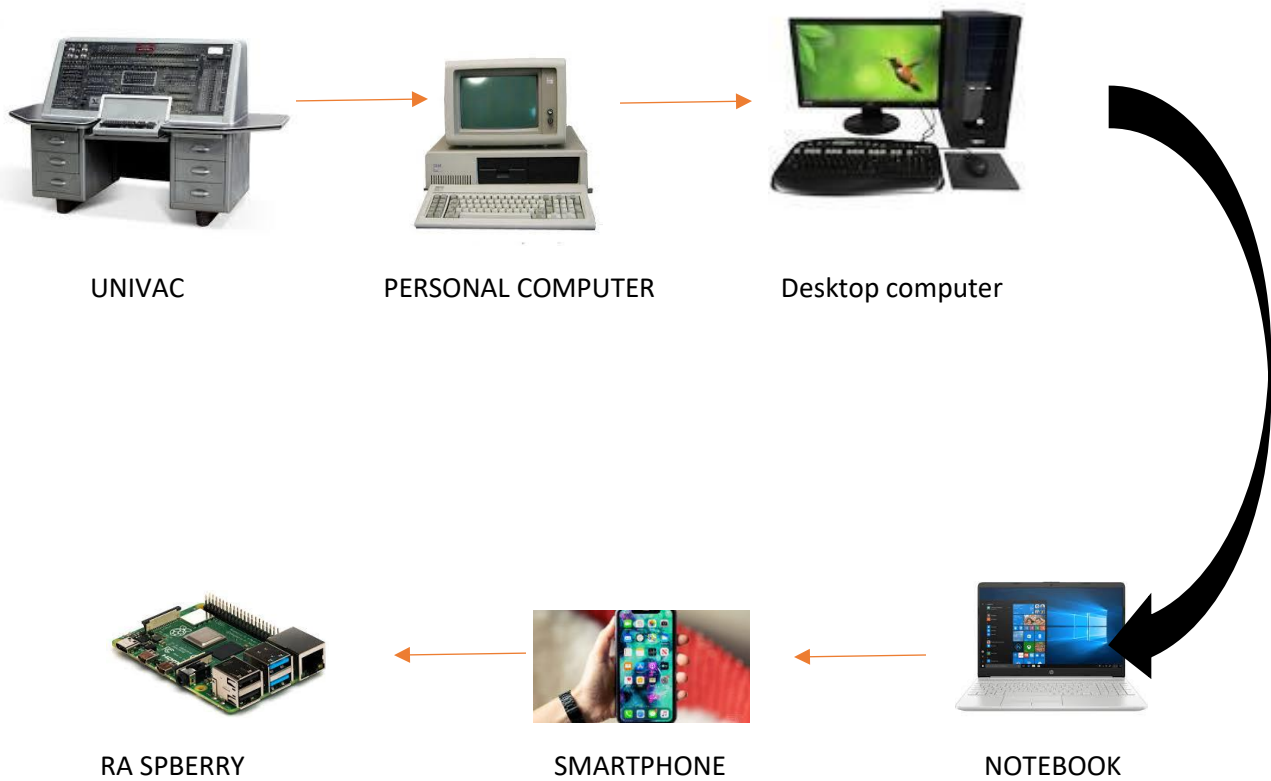 UNIVAC
PERSONAL COMPUTER
Desktop computer
RA SPBERRY
SMARTPHONE
NOTEBOOK